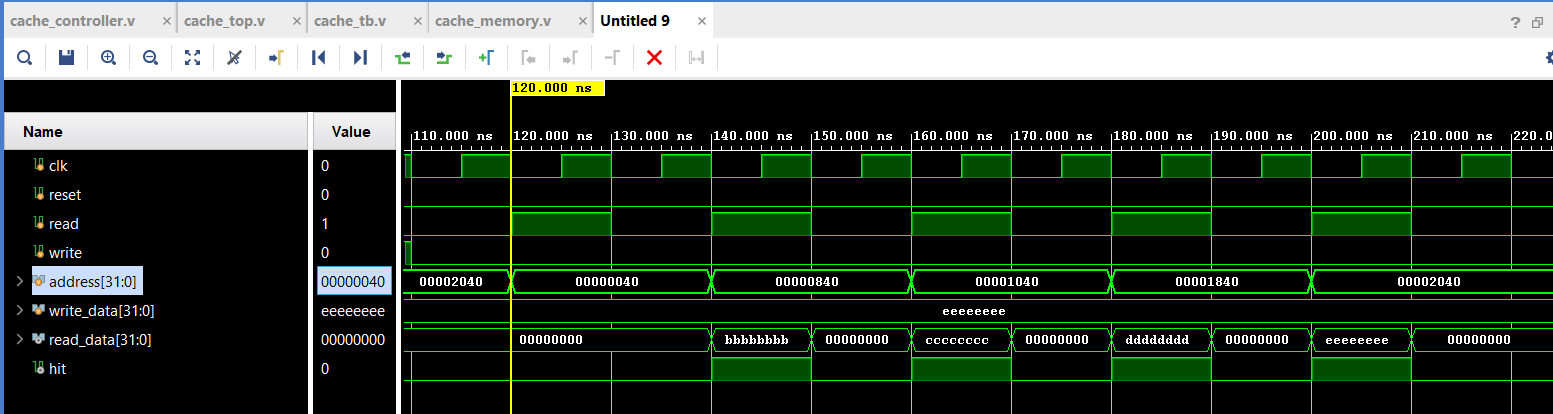 cache_controller.v × cache_top.v × cache_tb.v × cache_memory.v × Untitled 9 ×
?
120.000 ns
Name Value
110.000 ns 120.000 ns 130.000 ns 140.000 ns 150.000 ns 160.000 ns 170.000 ns 180.000 ns 190.000 ns 200.000 ns 210.000 ns 220.0
clk 0
reset 0
read 1
write 0
address[31:0] 00000040 00002040 00000040 00000840 00001040 00001840 00002040
write_data[31:0] eeeeeeee eeeeeeee
read_data[31:0] 00000000 00000000 bbbbbbbb 00000000 cccccccc 00000000 dddddddd 00000000 eeeeeeee 00000000
hit 0